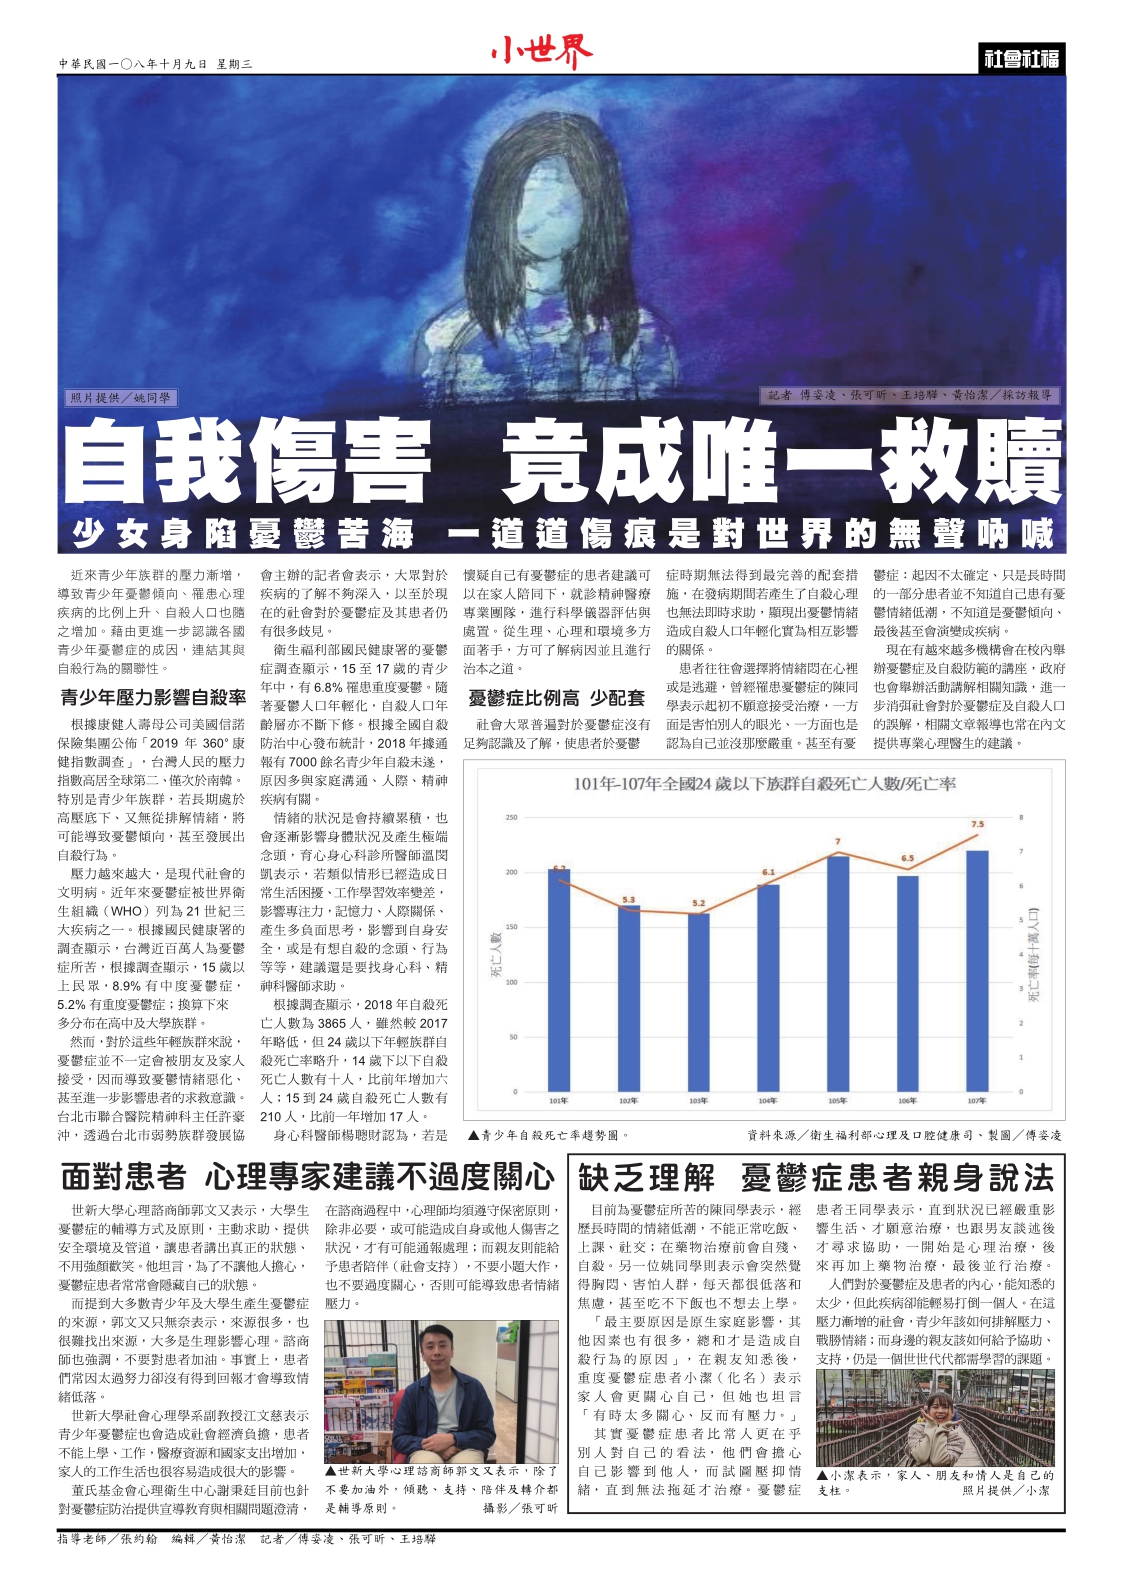 中華民國一○八年十月九日 星期三
小世界
社會社福
照片提供／姚同學
記者 傅姿凌、張可昕、王培驊、黃怡潔／採訪報導
自我傷害 竟成唯一救贖
少女身陷憂鬱苦海 一道道傷痕是對世界的無聲吶喊
近來青少年族群的壓力漸增，
導致青少年憂鬱傾向、罹患心理
疾病的比例上升、自殺人口也隨
之增加。藉由更進一步認識各國
青少年憂鬱症的成因，連結其與
自殺行為的關聯性。
青少年壓力影響自殺率
根據康健人壽母公司美國信諾
保險集團公佈「2019 年 360° 康
健指數調查」，台灣人民的壓力
指數高居全球第二、僅次於南韓。
特別是青少年族群，若長期處於
高壓底下、又無從排解情緒，將
可能導致憂鬱傾向，甚至發展出
自殺行為。
壓力越來越大，是現代社會的
文明病。近年來憂鬱症被世界衛
生組織（WHO）列為 21 世紀三
大疾病之一。根據國民健康署的
調查顯示，台灣近百萬人為憂鬱
症所苦，根據調查顯示，15 歲以
上民眾，8.9% 有中度憂鬱症，
5.2% 有重度憂鬱症；換算下來
多分布在高中及大學族群。
然而，對於這些年輕族群來說，
憂鬱症並不一定會被朋友及家人
接受，因而導致憂鬱情緒惡化、
甚至進一步影響患者的求救意識。
台北市聯合醫院精神科主任許豪
沖，透過台北市弱勢族群發展協
會主辦的記者會表示，大眾對於
疾病的了解不夠深入，以至於現
在的社會對於憂鬱症及其患者仍
有很多歧見。
衛生福利部國民健康署的憂鬱
症調查顯示，15 至 17 歲的青少
年中，有 6.8% 罹患重度憂鬱。隨
著憂鬱人口年輕化，自殺人口年
齡層亦不斷下修。根據全國自殺
防治中心發布統計，2018 年據通
報有 7000 餘名青少年自殺未遂，
原因多與家庭溝通、人際、精神
疾病有關。
情緒的狀況是會持續累積，也
會逐漸影響身體狀況及產生極端
念頭，育心身心科診所醫師溫閔
凱表示，若類似情形已經造成日
常生活困擾、工作學習效率變差，
影響專注力，記憶力、人際關係、
產生多負面思考，影響到自身安
全，或是有想自殺的念頭、行為
等等，建議還是要找身心科、精
神科醫師求助。
根據調查顯示，2018 年自殺死
亡人數為 3865 人，雖然較 2017
年略低，但 24 歲以下年輕族群自
殺死亡率略升，14 歲下以下自殺
死亡人數有十人，比前年增加六
人；15 到 24 歲自殺死亡人數有
210 人，比前一年增加 17 人。
身心科醫師楊聰財認為，若是
懷疑自己有憂鬱症的患者建議可
以在家人陪同下，就診精神醫療
專業團隊，進行科學儀器評估與
處置。從生理、心理和環境多方
面著手，方可了解病因並且進行
治本之道。
憂鬱症比例高 少配套
社會大眾普遍對於憂鬱症沒有
足夠認識及了解，使患者於憂鬱
症時期無法得到最完善的配套措
施，在發病期間若產生了自殺心理
也無法即時求助，顯現出憂鬱情緒
造成自殺人口年輕化實為相互影響
的關係。
患者往往會選擇將情緒悶在心裡
或是逃避，曾經罹患憂鬱症的陳同
學表示起初不願意接受治療，一方
面是害怕別人的眼光、一方面也是
認為自己並沒那麼嚴重。甚至有憂
鬱症：起因不太確定、只是長時間
的一部分患者並不知道自己患有憂
鬱情緒低潮，不知道是憂鬱傾向、
最後甚至會演變成疾病。
現在有越來越多機構會在校內舉
辦憂鬱症及自殺防範的講座，政府
也會舉辦活動講解相關知識，進一
步消弭社會對於憂鬱症及自殺人口
的誤解，相關文章報導也常在內文
提供專業心理醫生的建議。
101年-107年全國24 歲以下族群自殺死亡人數/死亡率
死亡人數
250
200
150
100
50
0
6.2
5.3
5.2
6.1
7
6.5
7.5
8
7
6
5
4
3
2
1
0
死亡率(每十萬人口)
101年 102年 103年 104年 105年 106年 107年
▲青少年自殺死亡率趨勢圖。
資料來源／衛生福利部心理及口腔健康司、製圖／傅姿凌
面對患者 心理專家建議不過度關心
世新大學心理諮商師郭文又表示，大學生
憂鬱症的輔導方式及原則，主動求助、提供
安全環境及管道，讓患者講出真正的狀態、
不用強顏歡笑。他坦言，為了不讓他人擔心，
憂鬱症患者常常會隱藏自己的狀態。
而提到大多數青少年及大學生產生憂鬱症
的來源，郭文又只無奈表示，來源很多，也
很難找出來源，大多是生理影響心理。諮商
師也強調，不要對患者加油。事實上，患者
們常因太過努力卻沒有得到回報才會導致情
緒低落。
世新大學社會心理學系副教授江文慈表示
青少年憂鬱症也會造成社會經濟負擔，患者
不能上學、工作，醫療資源和國家支出增加，
家人的工作生活也很容易造成很大的影響。
董氏基金會心理衛生中心謝秉廷目前也針
對憂鬱症防治提供宣導教育與相關問題澄清，
在諮商過程中，心理師均須遵守保密原則，
除非必要，或可能造成自身或他人傷害之
狀況，才有可能通報處理；而親友則能給
予患者陪伴（社會支持），不要小題大作，
也不要過度關心，否則可能導致患者情緒
壓力。
▲世新大學心理諮商師郭文又表示，除了
不要加油外，傾聽、支持、陪伴及轉介都
是輔導原則。 攝影／張可昕
缺乏理解 憂鬱症患者親身說法
目前為憂鬱症所苦的陳同學表示，經
歷長時間的情緒低潮，不能正常吃飯、
上課、社交；在藥物治療前會自殘、
自殺。另一位姚同學則表示會突然覺
得胸悶、害怕人群，每天都很低落和
焦慮，甚至吃不下飯也不想去上學。
「最主要原因是原生家庭影響，其
他因素也有很多，總和才是造成自
殺行為的原因」，在親友知悉後，
重度憂鬱症患者小潔（化名）表示
家人會更關心自己，但她也坦言
「有時太多關心、反而有壓力。」
其實憂鬱症患者比常人更在乎
別人對自己的看法，他們會擔心
自己影響到他人，而試圖壓抑情
緒，直到無法拖延才治療。憂鬱症
患者王同學表示，直到狀況已經嚴重影
響生活、才願意治療，也跟男友談述後
才尋求協助，一開始是心理治療，後
來再加上藥物治療，最後並行治療。
人們對於憂鬱症及患者的內心，能知悉的
太少，但此疾病卻能輕易打倒一個人。在這
壓力漸增的社會，青少年該如何排解壓力、
戰勝情緒；而身邊的親友該如何給予協助、
支持，仍是一個世世代代都需學習的課題。
▲小潔表示，家人、朋友和情人是自己的
支柱。 照片提供／小潔
指導老師／張約翰 編輯／黃怡潔 記者／傅姿凌、張可昕、王培驊